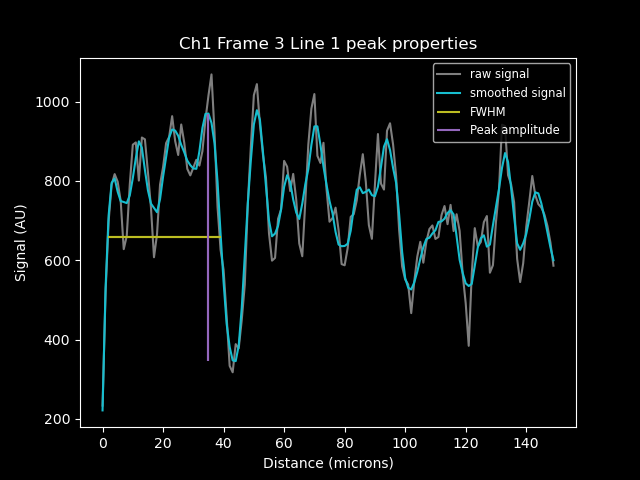 Ch1 Frame 3 Line 1 peak properties
raw signal
smoothed signal
FWHM
Peak amplitude
1000
800
600
400
200
Signal (AU)
0 20 40 60 80 100 120 140
Distance (microns)